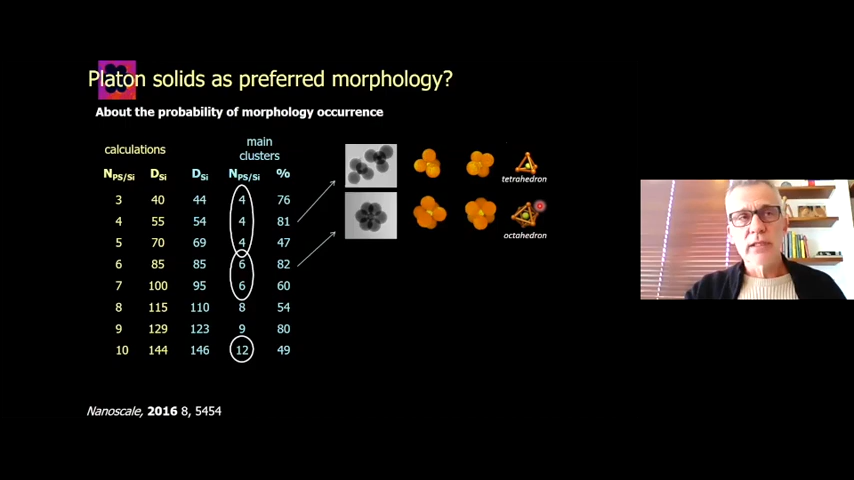 Platon solids as preferred morphology?
About the probability of morphology occurrence
calculations main clusters
N_PS/Si D_Si D_Si N_PS/Si %
3 40 44 4 76
4 55 54 4 81
5 70 69 4 47
6 85 85 6 82
7 100 95 6 60
8 115 110 8 54
9 129 123 9 80
10 144 146 12 49
tetrahedron
octahedron
Nanoscale, 2016 8, 5454